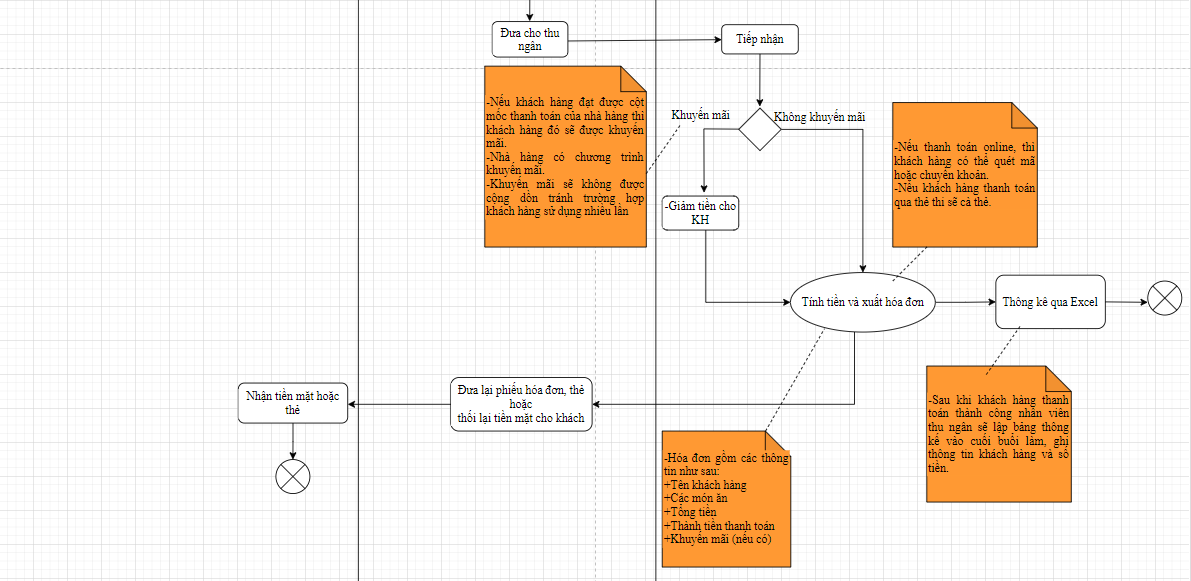 Đưa cho thu
ngân
Tiếp nhận
-Nếu khách hàng đạt được cột
mốc thanh toán của nhà hàng thì
khách hàng đó sẽ được khuyến
mãi.
-Nhà hàng có chương trình
khuyến mãi.
-Khuyến mãi sẽ không được
cộng dồn tránh trường hợp
khách hàng sử dụng nhiều lần
Khuyến mãi
Không khuyến mãi
-Nếu thanh toán online, thì
khách hàng có thể quét mã
hoặc chuyển khoản.
-Nếu khách hàng thanh toán
qua thẻ thì sẽ cà thẻ.
-Giảm tiền cho
KH
Tính tiền và xuất hóa đơn
Thống kê qua Excel
Nhận tiền mặt hoặc
thẻ
Đưa lại phiếu hóa đơn, thẻ
hoặc
thối lại tiền mặt cho khách
-Hóa đơn gồm các thông
tin như sau:
+Tên khách hàng
+Các món ăn
+Tổng tiền
+Thành tiền thanh toán
+Khuyến mãi (nếu có)
-Sau khi khách hàng thanh
toán thành công nhân viên
thu ngân sẽ lập bảng thống
kê vào cuối buổi làm, ghi
thông tin khách hàng và số
tiền.